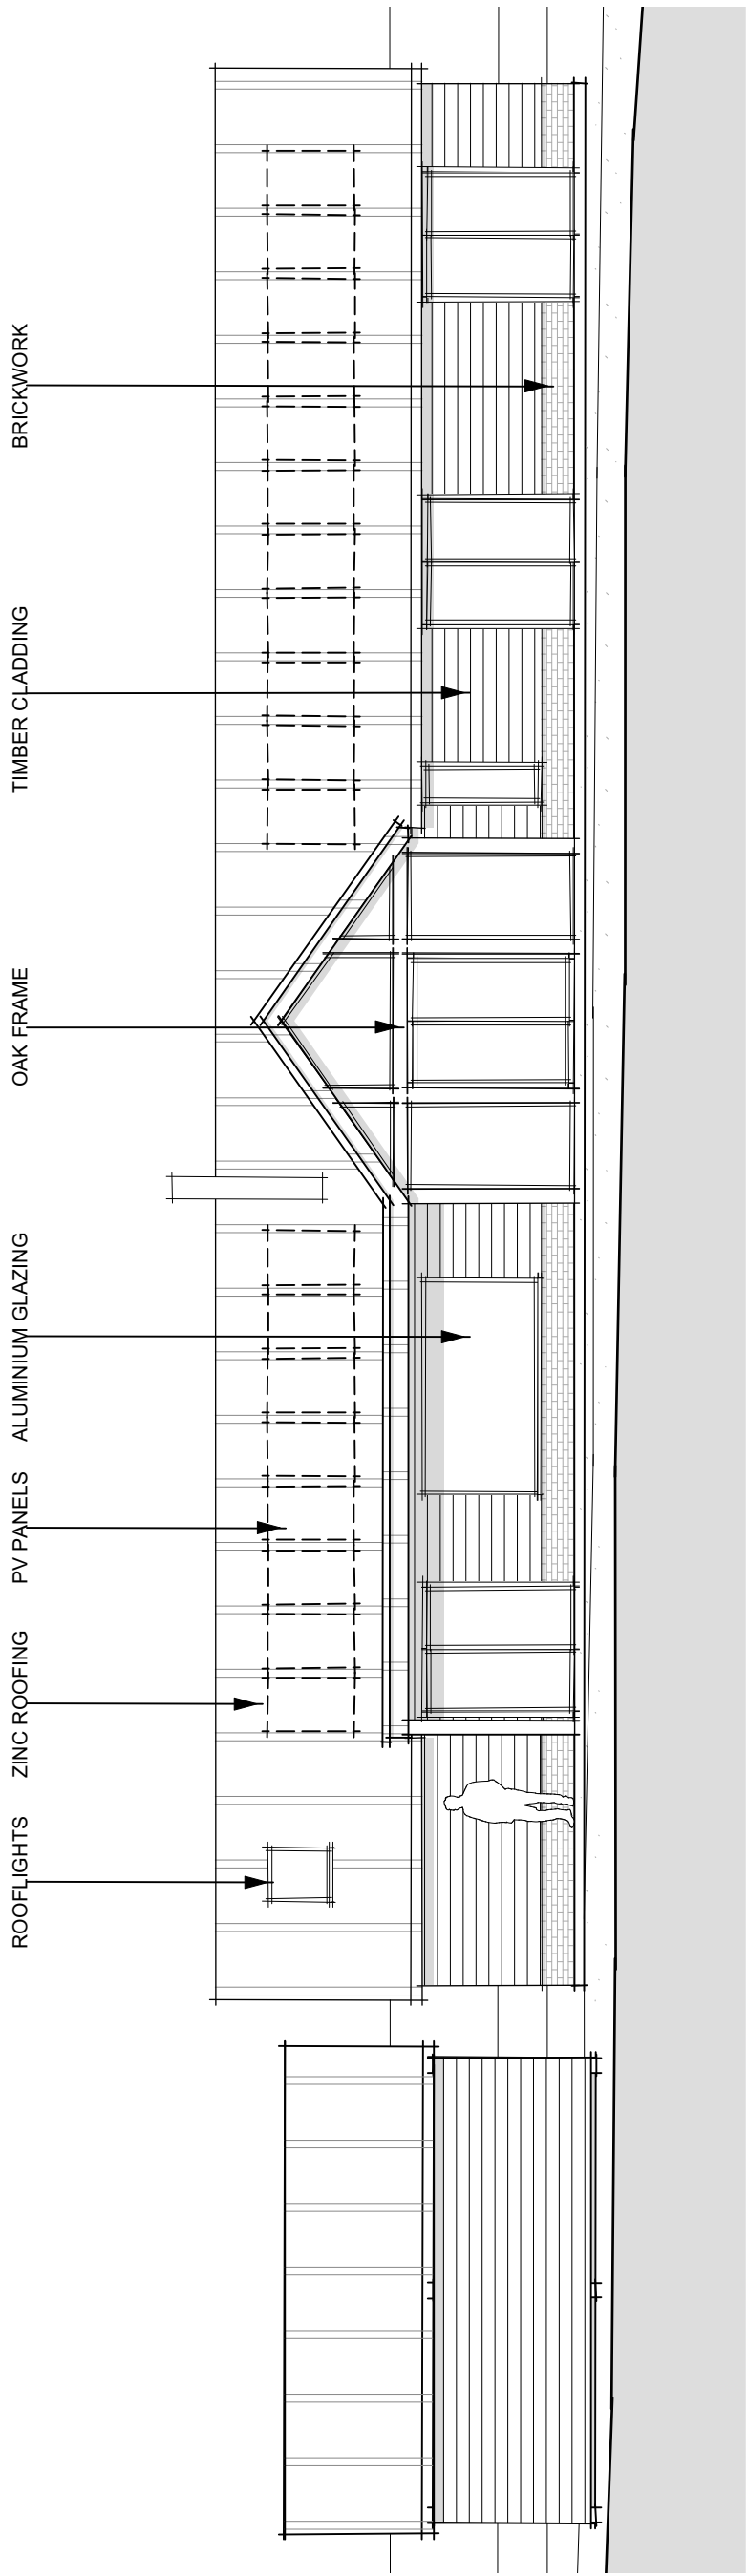 ROOFLIGHTS
ZINC ROOFING
PV PANELS
ALUMINIUM GLAZING
OAK FRAME
TIMBER CLADDING
BRICKWORK